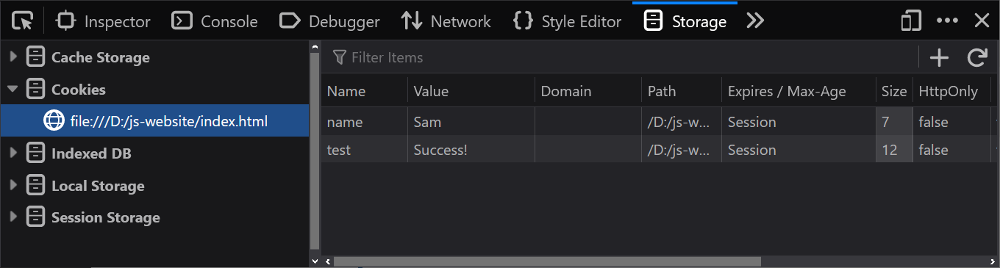 Inspector Console Debugger Network Style Editor Storage
Cache Storage
Cookies
file:///D:/js-website/index.html
Indexed DB
Local Storage
Session Storage
Filter Items
Name Value Domain Path Expires / Max-Age Size HttpOnly
name Sam /D:/js-w... Session 7 false
test Success! /D:/js-w... Session 12 false